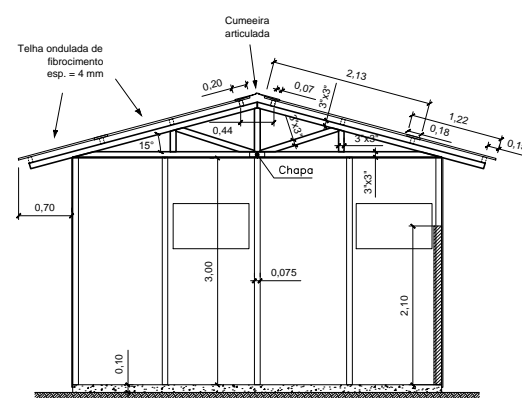 Cumeeira
articulada
Telha ondulada de
fibrocimento
esp. = 4 mm
2,13
0,20
0,07
3"x3"
1,22
0,44
3"x3"
0,18
15°
3"x3"
Chapa
3"x3"
0,70
3,00
0,075
2,10
0,10